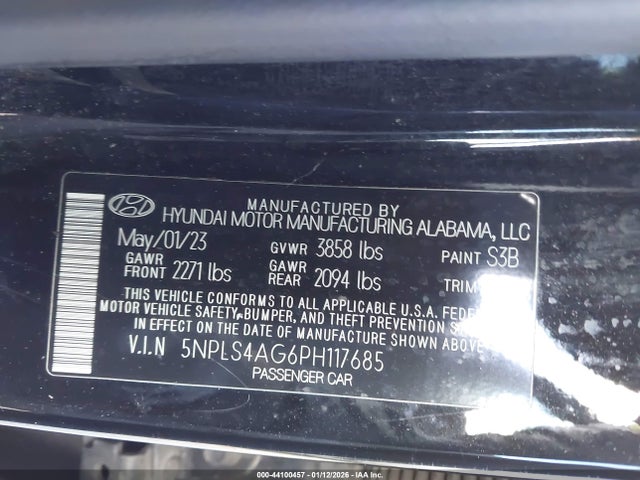 MANUFACTURED BY
HYUNDAI MOTOR MANUFACTURING ALABAMA, LLC
May/01/23 GVWR 3858 lbs PAINT S3B
GAWR FRONT 2271 lbs GAWR REAR 2094 lbs TRIM
THIS VEHICLE CONFORMS TO ALL APPLICABLE U.S.A. FEDE
MOTOR VEHICLE SAFETY, BUMPER, AND THEFT PREVENTION S
IN EFFECT ON THE DATE OF MANUFACTURE SHOWN AB
V.I.N 5NPLS4AG6PH117685
PASSENGER CAR
000-44100457 - 01/12/2026 - IAA Inc.